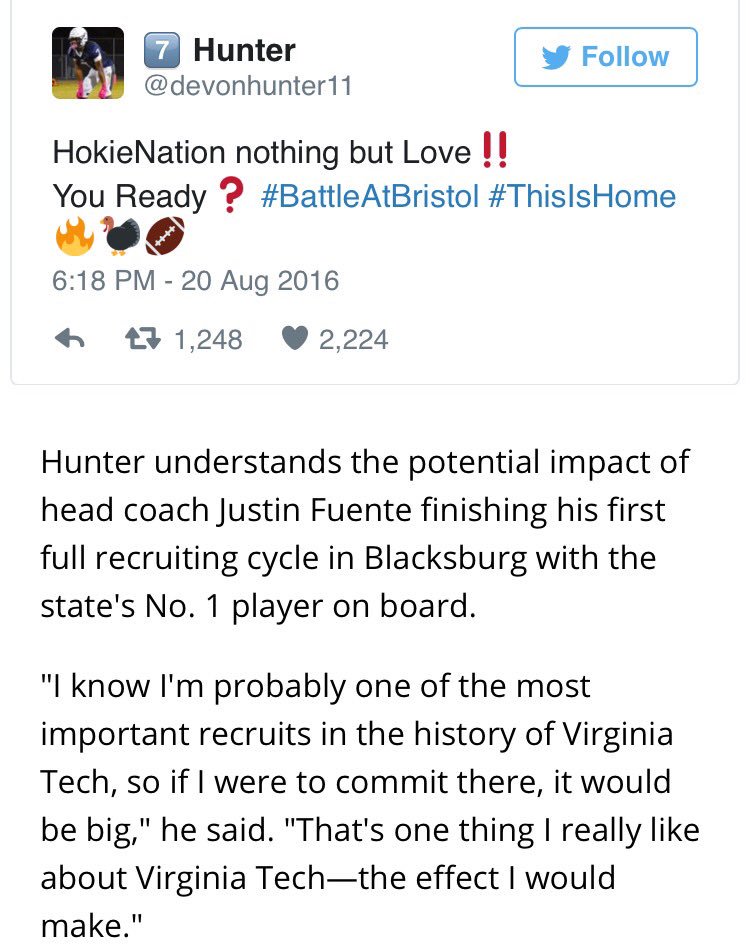 7 Hunter
Follow
@devonhunter11
HokieNation nothing but Love‼️
You Ready❓ #BattleAtBristol #ThisIsHome
🔥🦃🏈
6:18 PM - 20 Aug 2016
1,248 2,224
Hunter understands the potential impact of
head coach Justin Fuente finishing his first
full recruiting cycle in Blacksburg with the
state's No. 1 player on board.
"I know I'm probably one of the most
important recruits in the history of Virginia
Tech, so if I were to commit there, it would
be big," he said. "That's one thing I really like
about Virginia Tech—the effect I would
make."